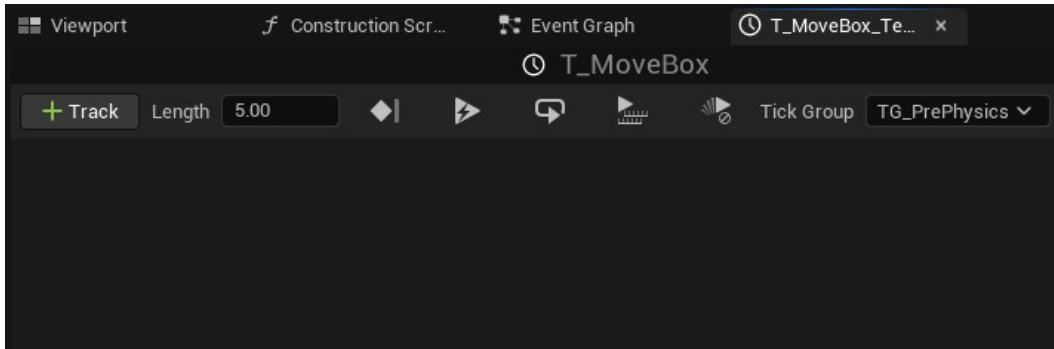 Viewport Construction Scr... Event Graph T_MoveBox_Te... ×
T_MoveBox
+ Track Length 5.00 Tick Group TG_PrePhysics